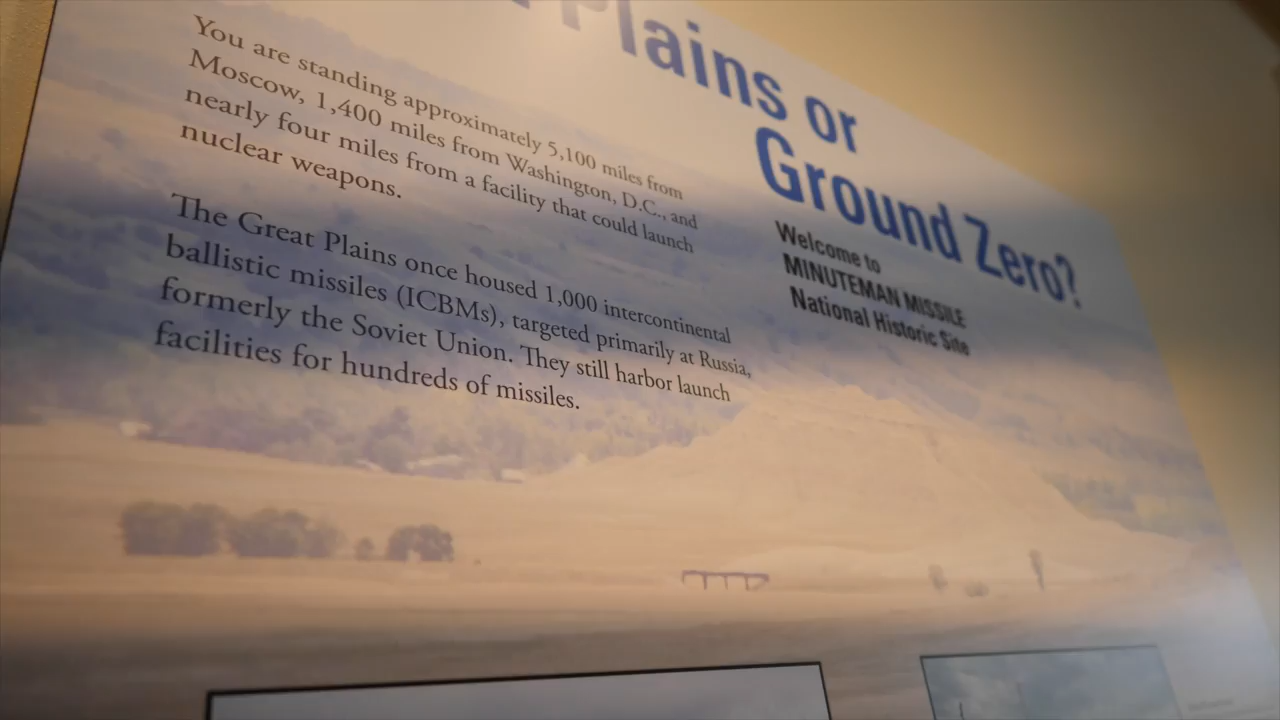 Plains or
Ground Zero?
Welcome to
MINUTEMAN MISSILE
National Historic Site
You are standing approximately 5,100 miles from
Moscow, 1,400 miles from Washington, D.C., and
nearly four miles from a facility that could launch
nuclear weapons.
The Great Plains once housed 1,000 intercontinental
ballistic missiles (ICBMs), targeted primarily at Russia,
formerly the Soviet Union. They still harbor launch
facilities for hundreds of missiles.